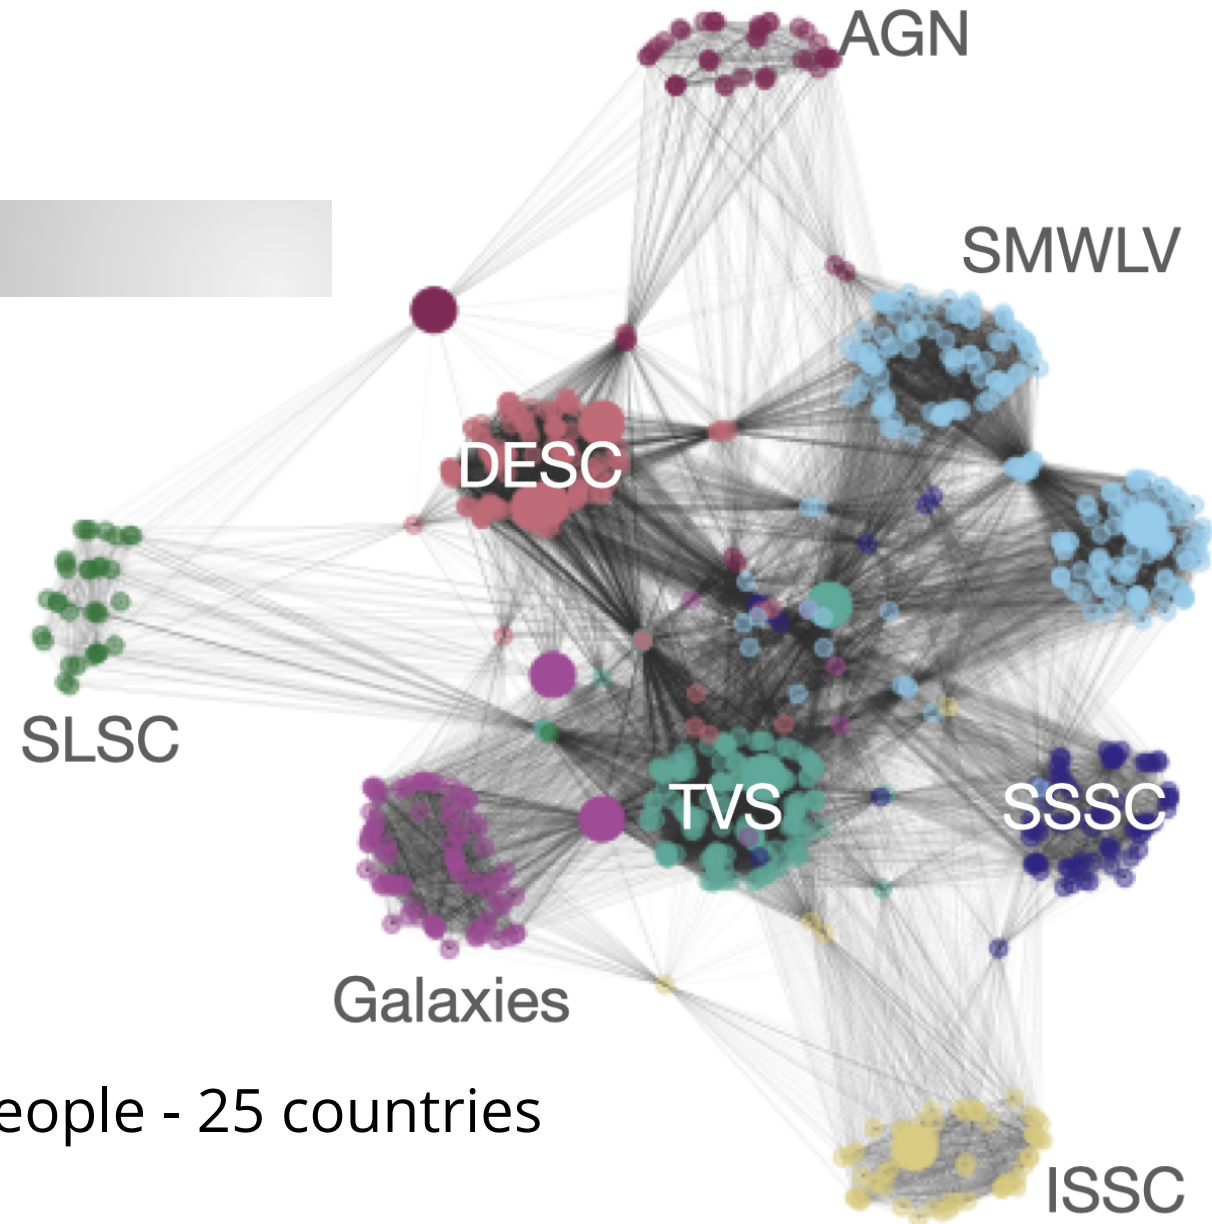 AGN
SMWLV
DESC
SLSC
TVS
SSSC
Galaxies
eople - 25 countries
ISSC